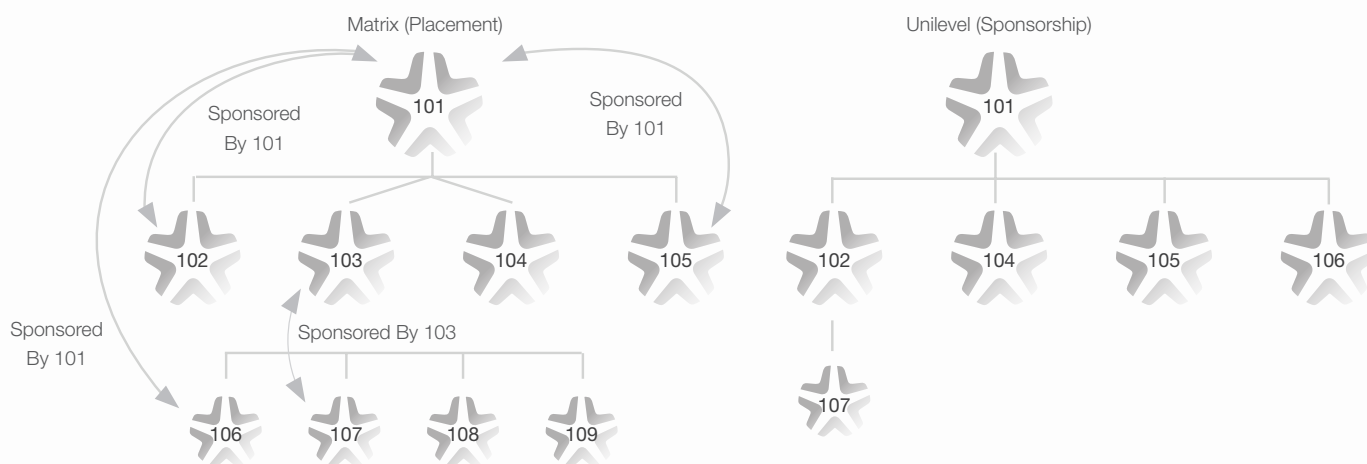 Matrix (Placement)
Unilevel (Sponsorship)
101
101
Sponsored
By 101
Sponsored
By 101
102
103
104
105
102
104
105
106
Sponsored
By 101
Sponsored By 103
106
107
108
109
107